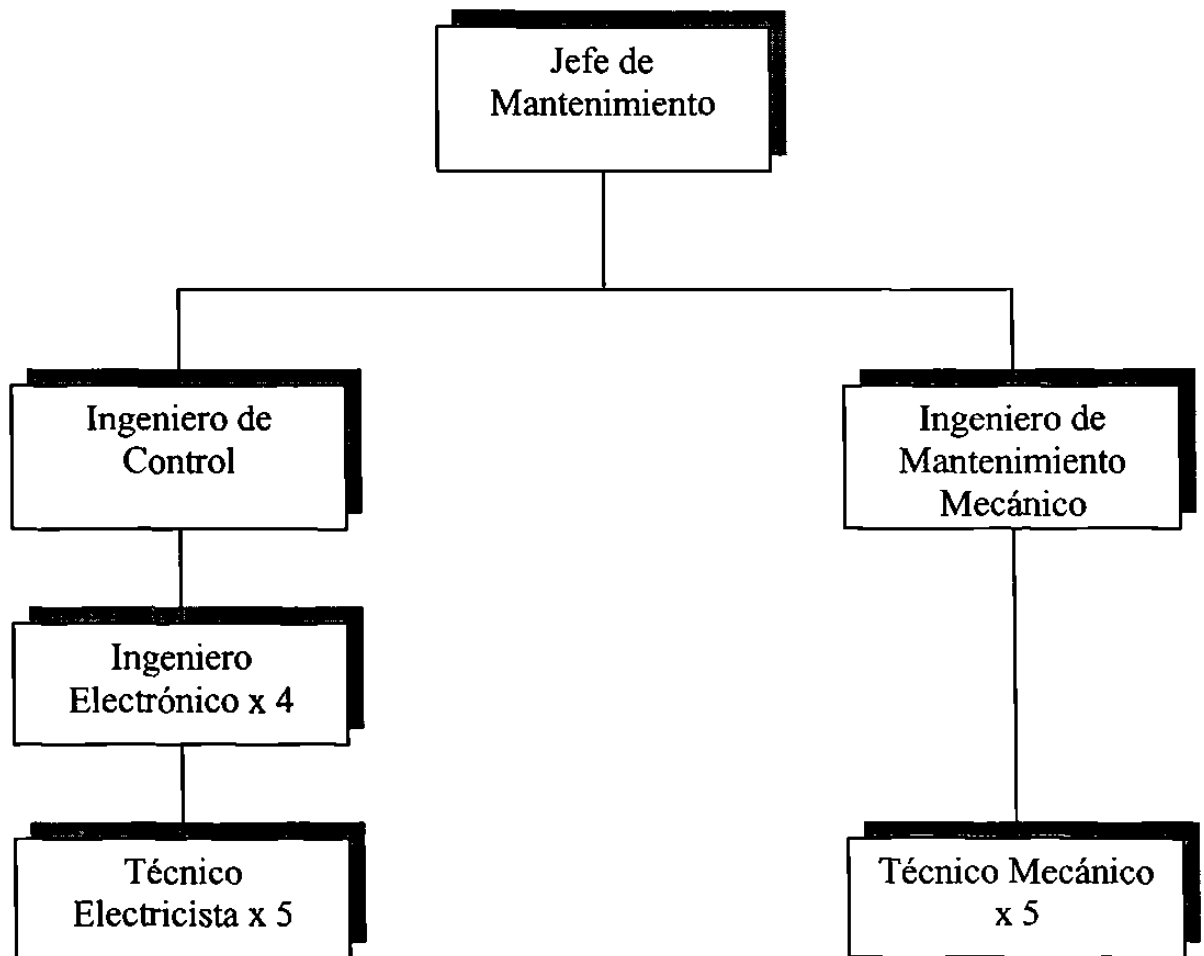 Jefe de
Mantenimiento
Ingeniero de
Control
Ingeniero de
Mantenimiento
Mecánico
Ingeniero
Electrónico x 4
Técnico
Electricista x 5
Técnico Mecánico
x 5